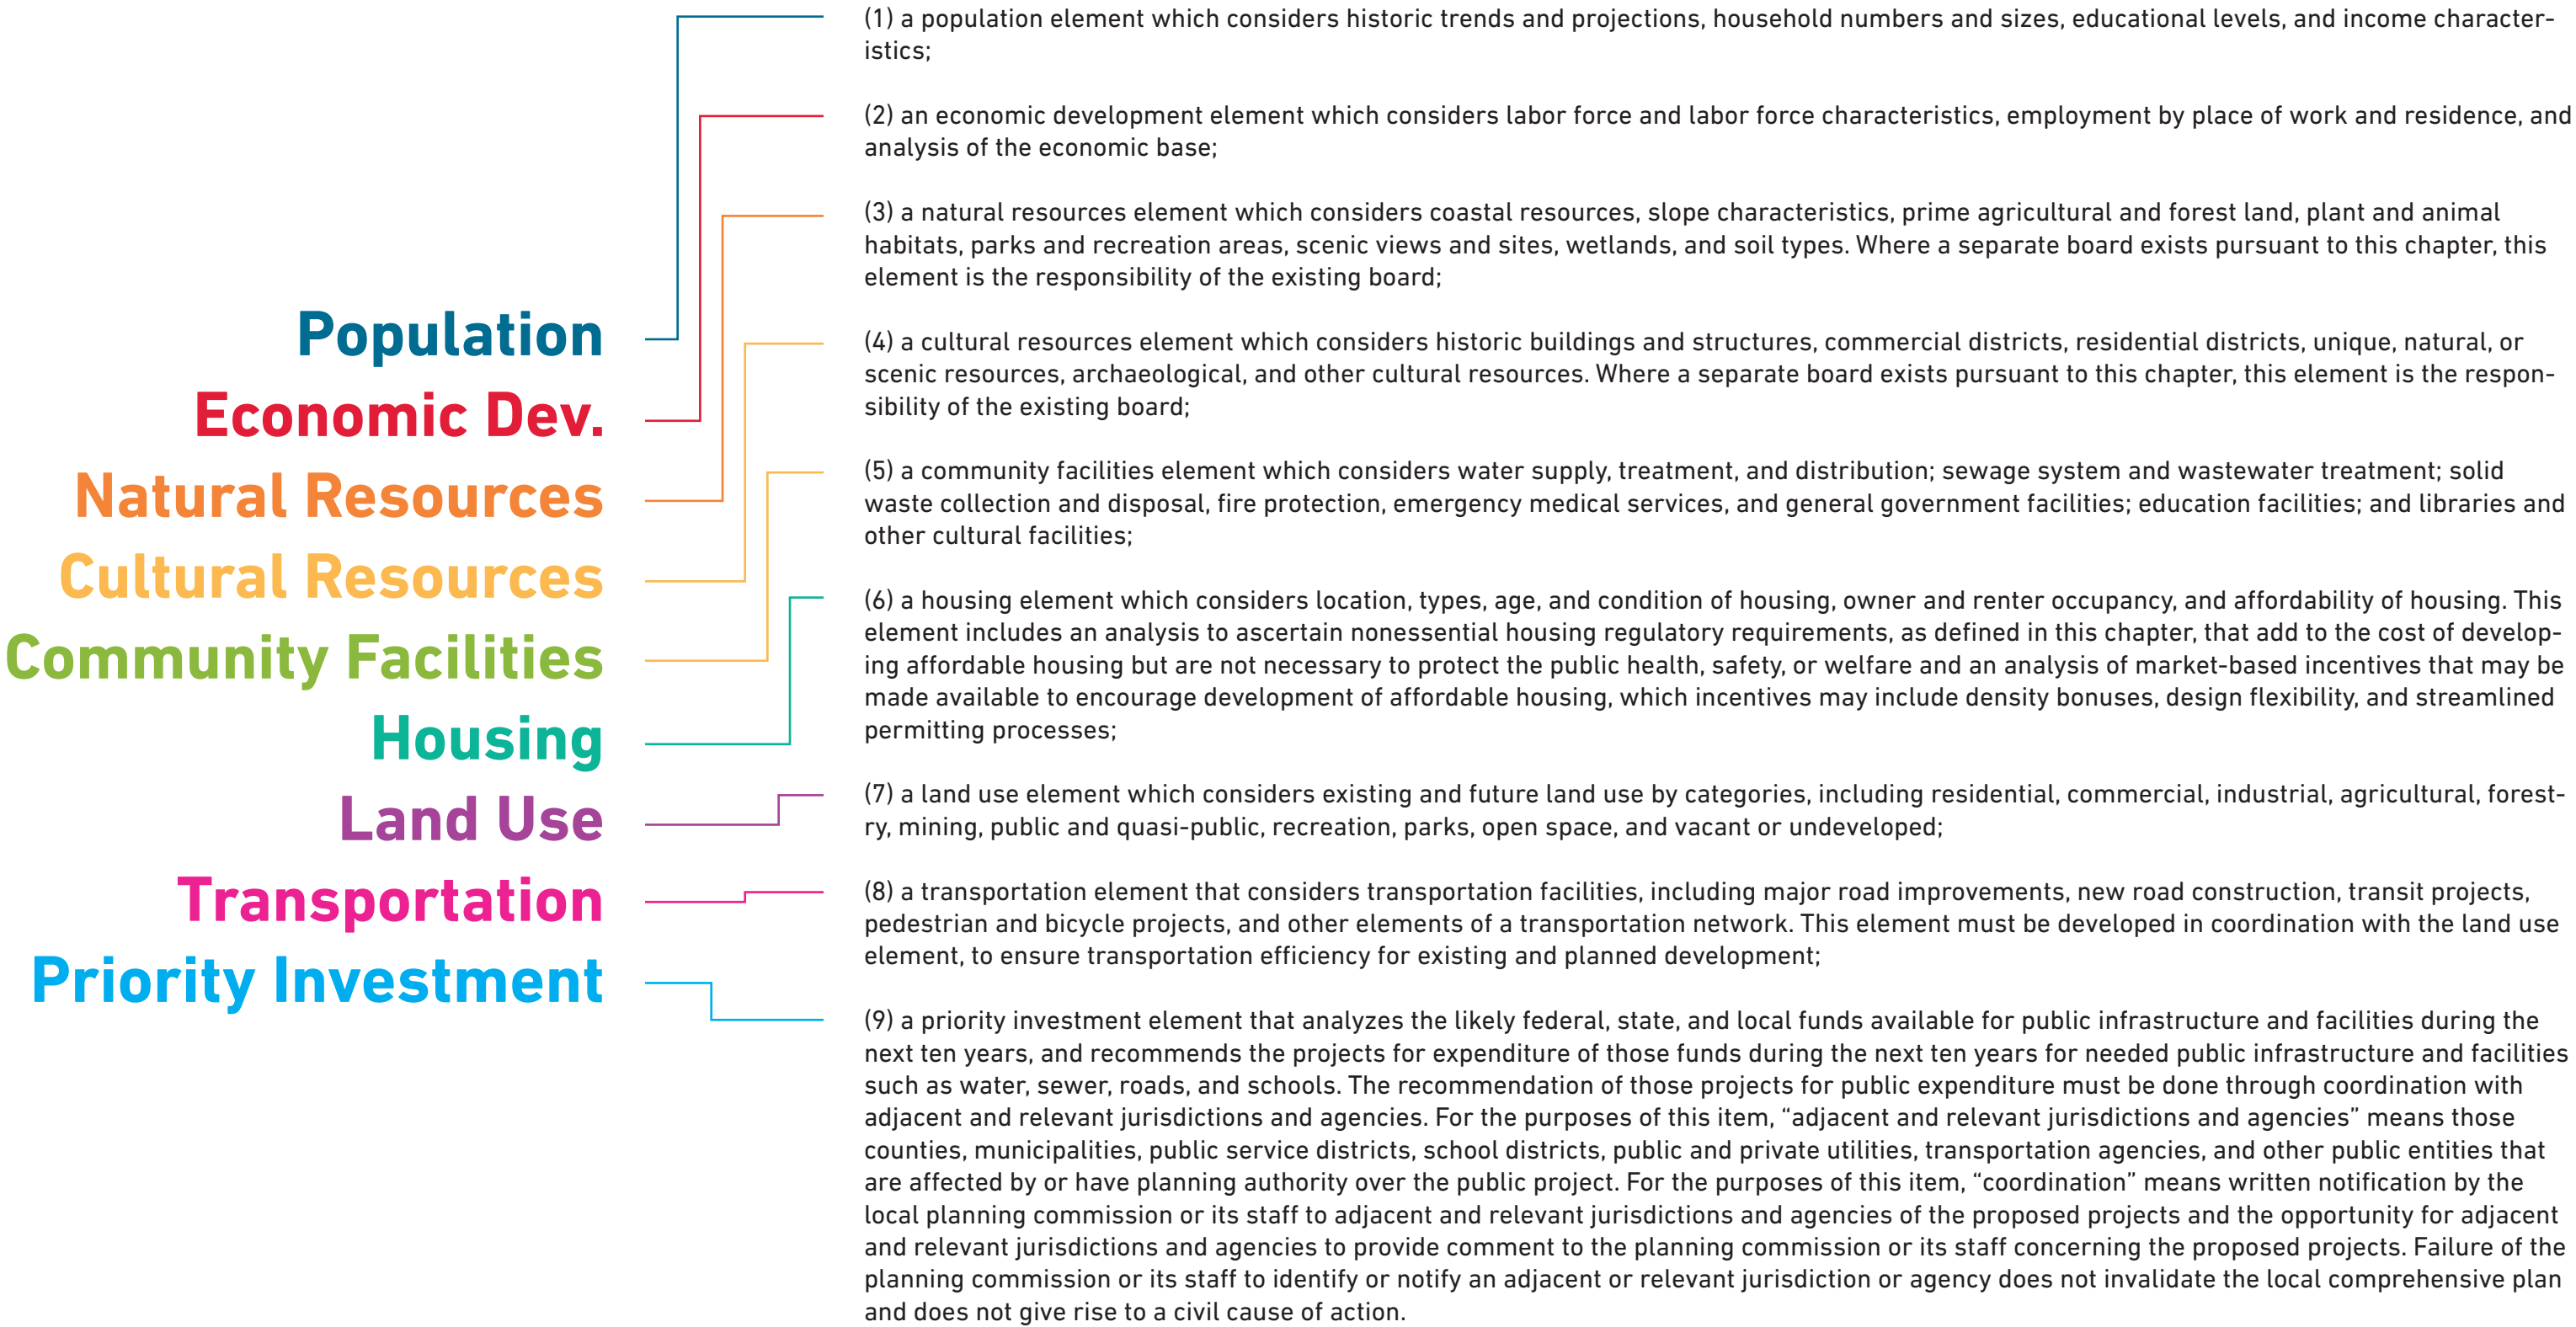 Population
Economic Dev.
Natural Resources
Cultural Resources
Community Facilities
Housing
Land Use
Transportation
Priority Investment
(1) a population element which considers historic trends and projections, household numbers and sizes, educational levels, and income character-
istics;
(2) an economic development element which considers labor force and labor force characteristics, employment by place of work and residence, and
analysis of the economic base;
(3) a natural resources element which considers coastal resources, slope characteristics, prime agricultural and forest land, plant and animal
habitats, parks and recreation areas, scenic views and sites, wetlands, and soil types. Where a separate board exists pursuant to this chapter, this
element is the responsibility of the existing board;
(4) a cultural resources element which considers historic buildings and structures, commercial districts, residential districts, unique, natural, or
scenic resources, archaeological, and other cultural resources. Where a separate board exists pursuant to this chapter, this element is the respon-
sibility of the existing board;
(5) a community facilities element which considers water supply, treatment, and distribution; sewage system and wastewater treatment; solid
waste collection and disposal, fire protection, emergency medical services, and general government facilities; education facilities; and libraries and
other cultural facilities;
(6) a housing element which considers location, types, age, and condition of housing, owner and renter occupancy, and affordability of housing. This
element includes an analysis to ascertain nonessential housing regulatory requirements, as defined in this chapter, that add to the cost of develop-
ing affordable housing but are not necessary to protect the public health, safety, or welfare and an analysis of market-based incentives that may be
made available to encourage development of affordable housing, which incentives may include density bonuses, design flexibility, and streamlined
permitting processes;
(7) a land use element which considers existing and future land use by categories, including residential, commercial, industrial, agricultural, forest-
ry, mining, public and quasi-public, recreation, parks, open space, and vacant or undeveloped;
(8) a transportation element that considers transportation facilities, including major road improvements, new road construction, transit projects,
pedestrian and bicycle projects, and other elements of a transportation network. This element must be developed in coordination with the land use
element, to ensure transportation efficiency for existing and planned development;
(9) a priority investment element that analyzes the likely federal, state, and local funds available for public infrastructure and facilities during the
next ten years, and recommends the projects for expenditure of those funds during the next ten years for needed public infrastructure and facilities
such as water, sewer, roads, and schools. The recommendation of those projects for public expenditure must be done through coordination with
adjacent and relevant jurisdictions and agencies. For the purposes of this item, “adjacent and relevant jurisdictions and agencies” means those
counties, municipalities, public service districts, school districts, public and private utilities, transportation agencies, and other public entities that
are affected by or have planning authority over the public project. For the purposes of this item, “coordination” means written notification by the
local planning commission or its staff to adjacent and relevant jurisdictions and agencies of the proposed projects and the opportunity for adjacent
and relevant jurisdictions and agencies to provide comment to the planning commission or its staff concerning the proposed projects. Failure of the
planning commission or its staff to identify or notify an adjacent or relevant jurisdiction or agency does not invalidate the local comprehensive plan
and does not give rise to a civil cause of action.